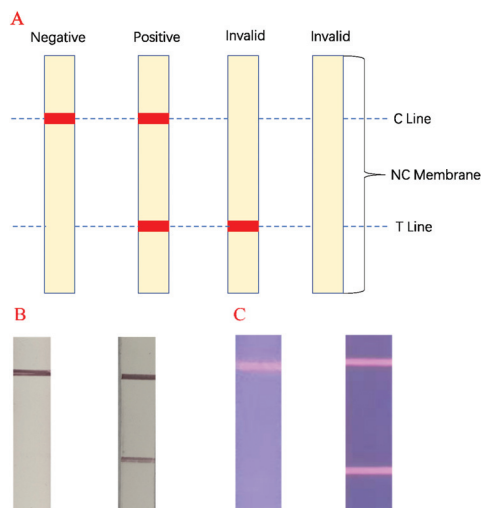 A
Negative Positive Invalid Invalid
C Line
NC Membrane
T Line
B C